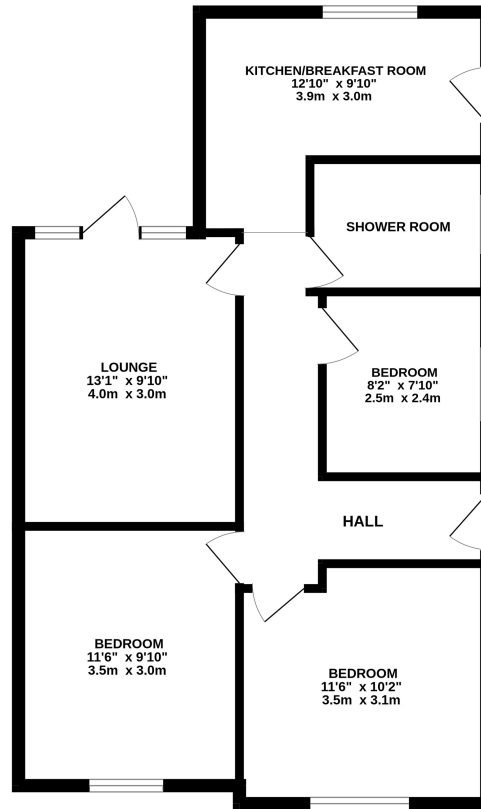 KITCHEN/BREAKFAST ROOM
12'10" x 9'10"
3.9m x 3.0m
SHOWER ROOM
LOUNGE
13'1" x 9'10"
4.0m x 3.0m
BEDROOM
8'2" x 7'10"
2.5m x 2.4m
HALL
BEDROOM
11'6" x 9'10"
3.5m x 3.0m
BEDROOM
11'6" x 10'2"
3.5m x 3.1m